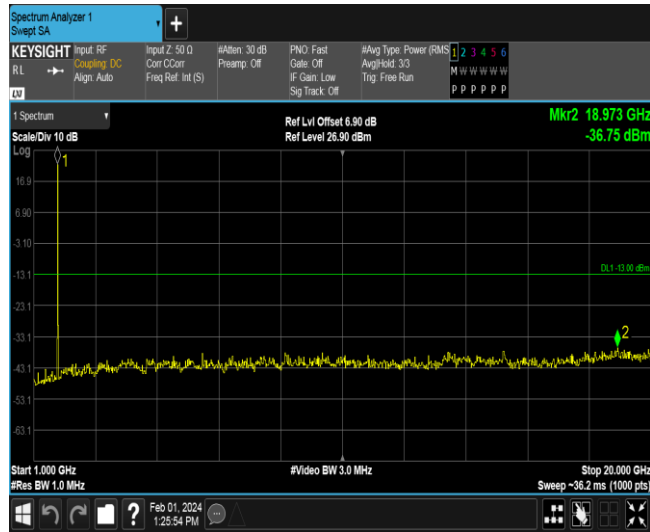 Spectrum Analyzer 1
Swept SA
+
KEYSIGHT Input: RF Input Z: 50 Ω #Atten: 30 dB PNO: Fast #Avg Type: Power (RMS 1 2 3 4 5 6
RL Coupling: DC Corr CCorr Preamp: Off Gate: Off Avg|Hold: 3/3 M W W W W W
Align: Auto Freq Ref: Int (S) IF Gain: Low Trig: Free Run
LXI Sig Track: Off P P P P P P
1 Spectrum Ref Lvl Offset 6.90 dB Mkr2 18.973 GHz
Scale/Div 10 dB Ref Level 26.90 dBm -36.75 dBm
Log
1
16.9
6.90
-3.10
-13.1
DL1 -13.00 dBm
-23.1
-33.1
2
-43.1
-53.1
-63.1
Start 1.000 GHz #Video BW 3.0 MHz Stop 20.000 GHz
#Res BW 1.0 MHz Sweep ~36.2 ms (1000 pts)
? Feb 01, 2024
1:25:54 PM